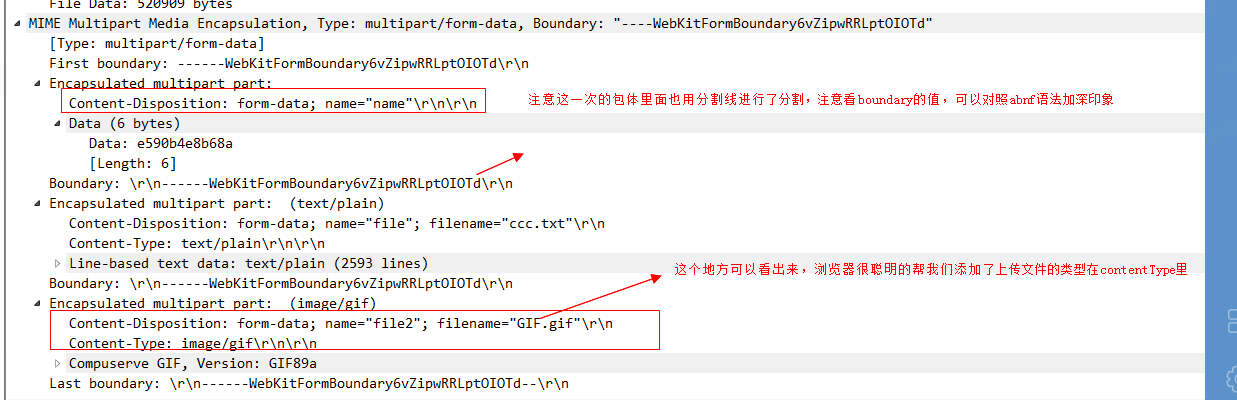 File Data: 520909 bytes
MIME Multipart Media Encapsulation, Type: multipart/form-data, Boundary: "----WebKitFormBoundary6vZipwRRLptOIOTd"
[Type: multipart/form-data]
First boundary: ------WebKitFormBoundary6vZipwRRLptOIOTd\r\n
Encapsulated multipart part:
Content-Disposition: form-data; name="name"\r\n\r\n
注意这一次的包体里面也用分割线进行了分割，注意看boundary的值，可以对照abnf语法加深印象
Data (6 bytes)
Data: e590b4e8b68a
[Length: 6]
Boundary: \r\n------WebKitFormBoundary6vZipwRRLptOIOTd\r\n
Encapsulated multipart part:  (text/plain)
Content-Disposition: form-data; name="file"; filename="ccc.txt"\r\n
Content-Type: text/plain\r\n\r\n
Line-based text data: text/plain (2593 lines)
这个地方可以看出来，浏览器很聪明的帮我们添加了上传文件的类型在contentType里
Boundary: \r\n------WebKitFormBoundary6vZipwRRLptOIOTd\r\n
Encapsulated multipart part:  (image/gif)
Content-Disposition: form-data; name="file2"; filename="GIF.gif"\r\n
Content-Type: image/gif\r\n\r\n
Compuserve GIF, Version: GIF89a
Last boundary: \r\n------WebKitFormBoundary6vZipwRRLptOIOTd--\r\n